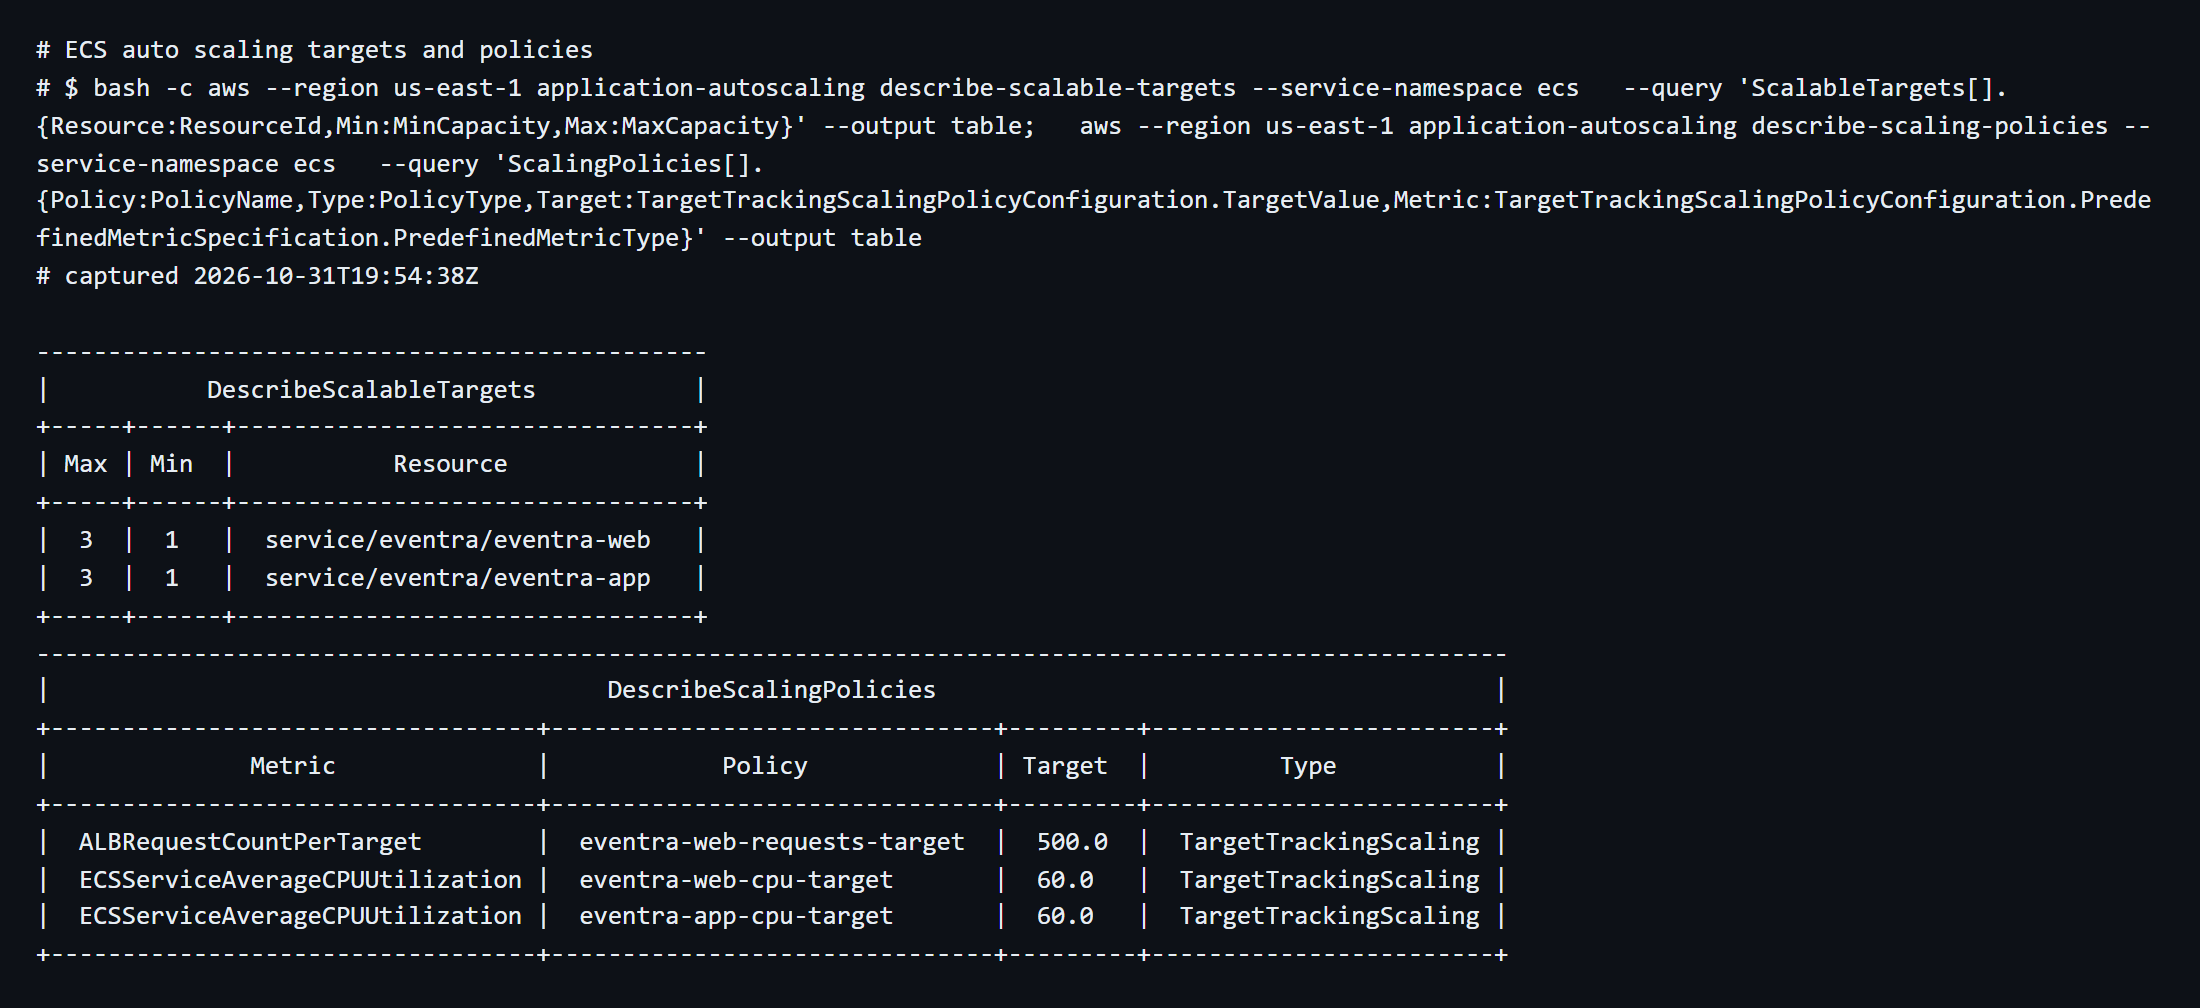 # ECS auto scaling targets and policies
# $ bash -c aws --region us-east-1 application-autoscaling describe-scalable-targets --service-namespace ecs   --query 'ScalableTargets[].
{Resource:ResourceId,Min:MinCapacity,Max:MaxCapacity}' --output table;   aws --region us-east-1 application-autoscaling describe-scaling-policies --
service-namespace ecs   --query 'ScalingPolicies[].
{Policy:PolicyName,Type:PolicyType,Target:TargetTrackingScalingPolicyConfiguration.TargetValue,Metric:TargetTrackingScalingPolicyConfiguration.Prede
finedMetricSpecification.PredefinedMetricType}' --output table
# captured 2026-10-31T19:54:38Z

-----------------------------------------------
|           DescribeScalableTargets           |
+-----+------+--------------------------------+
| Max | Min  |           Resource             |
+-----+------+--------------------------------+
|  3  |  1   |  service/eventra/eventra-web   |
|  3  |  1   |  service/eventra/eventra-app   |
+-----+------+--------------------------------+
-------------------------------------------------------------------------------------------------------
|                                       DescribeScalingPolicies                                       |
+----------------------------------+-------------------------------+---------+------------------------+
|              Metric              |            Policy             | Target  |         Type           |
+----------------------------------+-------------------------------+---------+------------------------+
|  ALBRequestCountPerTarget        |  eventra-web-requests-target  |  500.0  |  TargetTrackingScaling |
|  ECSServiceAverageCPUUtilization |  eventra-web-cpu-target       |  60.0   |  TargetTrackingScaling |
|  ECSServiceAverageCPUUtilization |  eventra-app-cpu-target       |  60.0   |  TargetTrackingScaling |
+----------------------------------+-------------------------------+---------+------------------------+